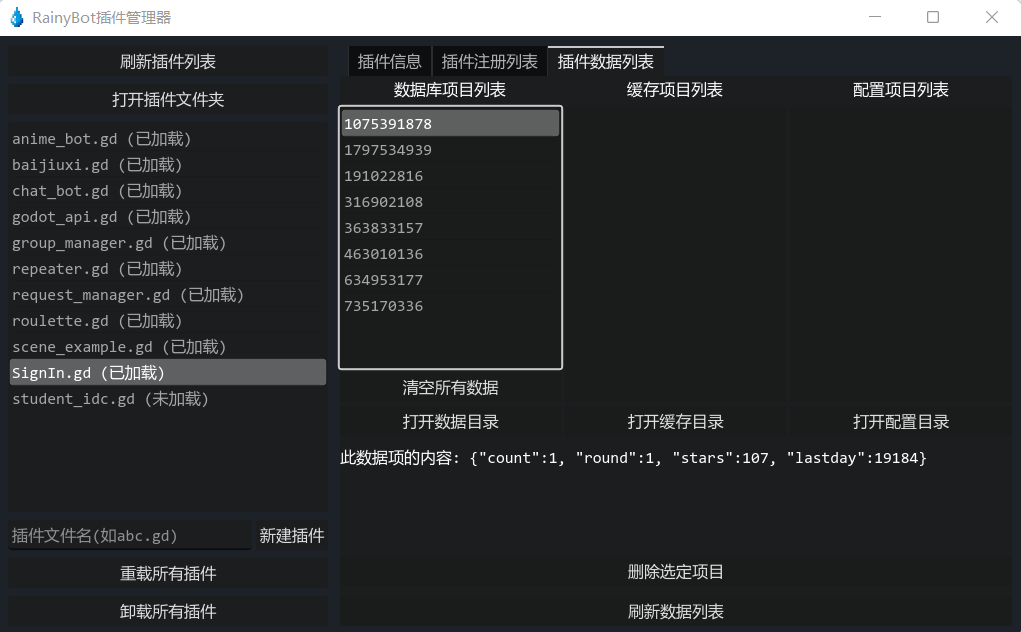 RainyBot插件管理器
刷新插件列表
打开插件文件夹
anime_bot.gd (已加载)
baijiuxi.gd (已加载)
chat_bot.gd (已加载)
godot_api.gd (已加载)
group_manager.gd (已加载)
repeater.gd (已加载)
request_manager.gd (已加载)
roulette.gd (已加载)
scene_example.gd (已加载)
SignIn.gd (已加载)
student_idc.gd (未加载)
插件文件名(如abc.gd) 新建插件
重载所有插件
卸载所有插件
插件信息 插件注册列表 插件数据列表
数据库项目列表 缓存项目列表 配置项目列表
1075391878
1797534939
191022816
316902108
363833157
463010136
634953177
735170336
清空所有数据
打开数据目录 打开缓存目录 打开配置目录
此数据项的内容: {"count":1, "round":1, "stars":107, "lastday":19184}
删除选定项目
刷新数据列表